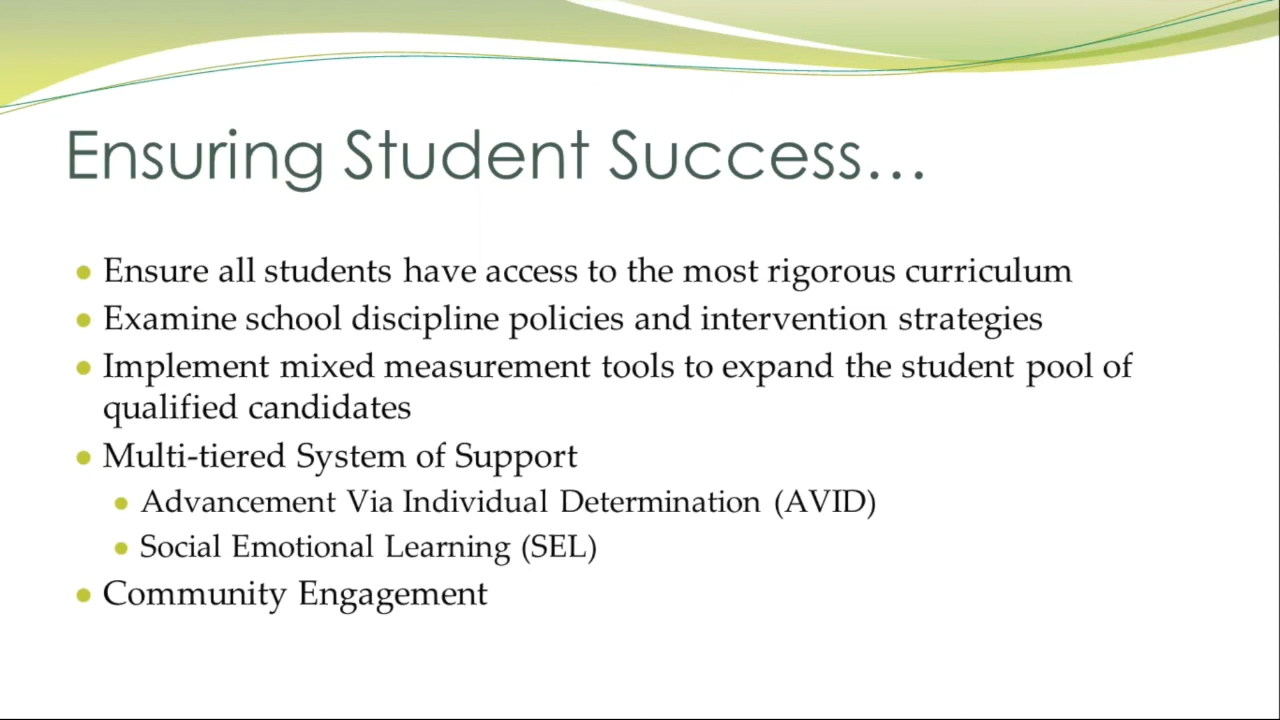 Ensuring Student Success...
• Ensure all students have access to the most rigorous curriculum
• Examine school discipline policies and intervention strategies
• Implement mixed measurement tools to expand the student pool of
qualified candidates
• Multi-tiered System of Support
• Advancement Via Individual Determination (AVID)
• Social Emotional Learning (SEL)
• Community Engagement